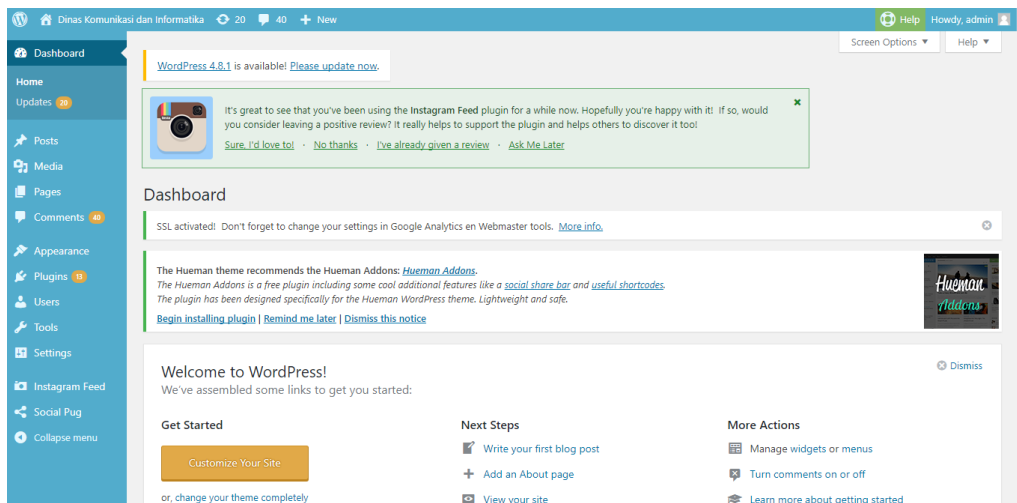 Dinas Komunikasi dan Informatika 20 40 + New Help Howdy, admin
Screen Options ▼ Help ▼
Dashboard
Home
Updates 20
Posts
Media
Pages
Comments 40
Appearance
Plugins 13
Users
Tools
Settings
Instagram Feed
Social Pug
Collapse menu
WordPress 4.8.1 is available! Please update now.
It's great to see that you've been using the Instagram Feed plugin for a while now. Hopefully you're happy with it! If so, would
you consider leaving a positive review? It really helps to support the plugin and helps others to discover it too!
Sure, I'd love to! · No thanks · I've already given a review · Ask Me Later
Dashboard
SSL activated! Don't forget to change your settings in Google Analytics en Webmaster tools. More info.
The Hueman theme recommends the Hueman Addons: Hueman Addons.
The Hueman Addons is a free plugin including some cool additional features like a social share bar and useful shortcodes.
The plugin has been designed specifically for the Hueman WordPress theme. Lightweight and safe.
Begin installing plugin | Remind me later | Dismiss this notice
Hueman
Addons
Welcome to WordPress!
Dismiss
We've assembled some links to get you started:
Get Started
Customize Your Site
or, change your theme completely
Next Steps
Write your first blog post
Add an About page
View your site
More Actions
Manage widgets or menus
Turn comments on or off
Learn more about getting started